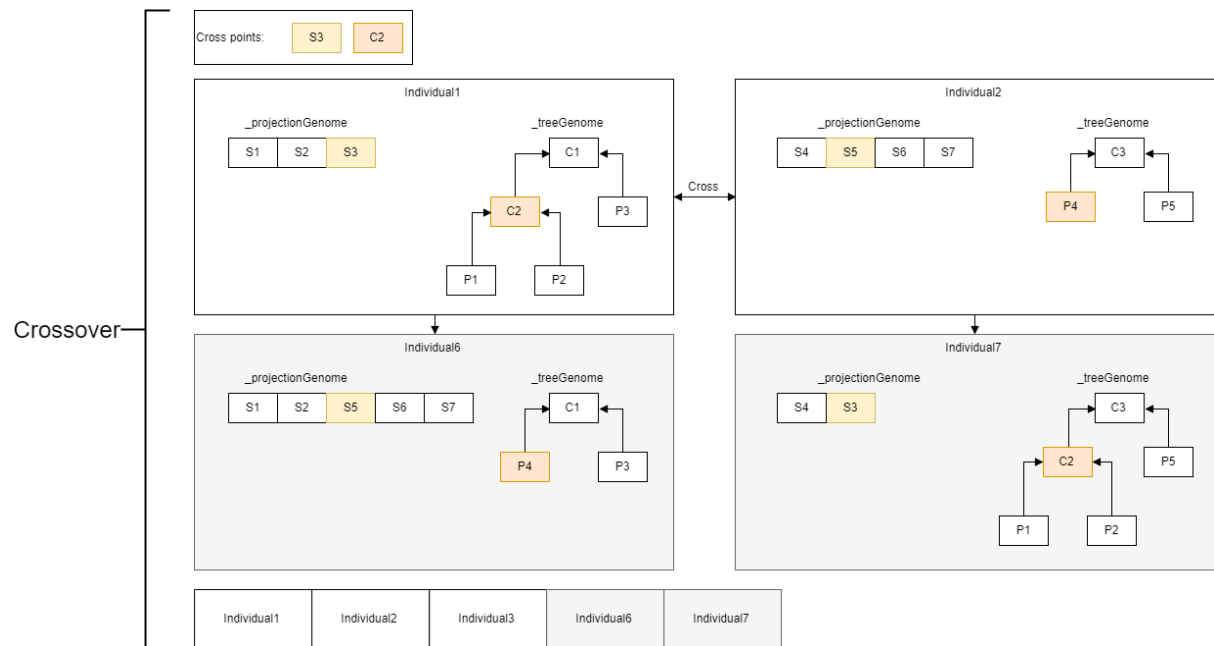 Crossover
Cross points: S3 C2
Individual1
_projectionGenome _treeGenome
S1 S2 S3 C1
C2 P3
P1 P2
Cross
Individual2
_projectionGenome _treeGenome
S4 S5 S6 S7 C3
P4 P5
Individual6
_projectionGenome _treeGenome
S1 S2 S5 S6 S7 C1
P4 P3
Individual7
_projectionGenome _treeGenome
S4 S3 C3
C2 P5
P1 P2
Individual1 Individual2 Individual3 Individual6 Individual7